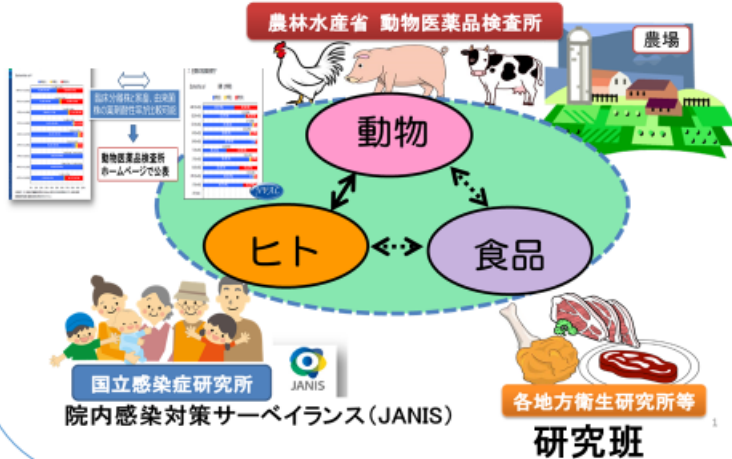 農林水産省 動物医薬品検査所
農場
臨床分離株と家畜、由来菌
株の薬剤耐性率が比較可能
動物医薬品検査所
ホームページで公表
動物
ヒト
食品
JANIS
国立感染症研究所
院内感染対策サーベイランス(JANIS)
各地方衛生研究所等
研究班
1